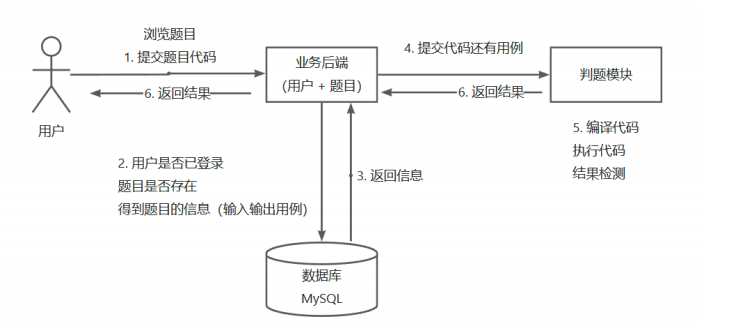 浏览题目
1. 提交题目代码
6. 返回结果
用户
业务后端
(用户 + 题目)
4. 提交代码还有用例
6. 返回结果
判题模块
5. 编译代码
执行代码
结果检测
2. 用户是否已登录
题目是否存在
得到题目的信息（输入输出用例）
3. 返回信息
数据库
MySQL